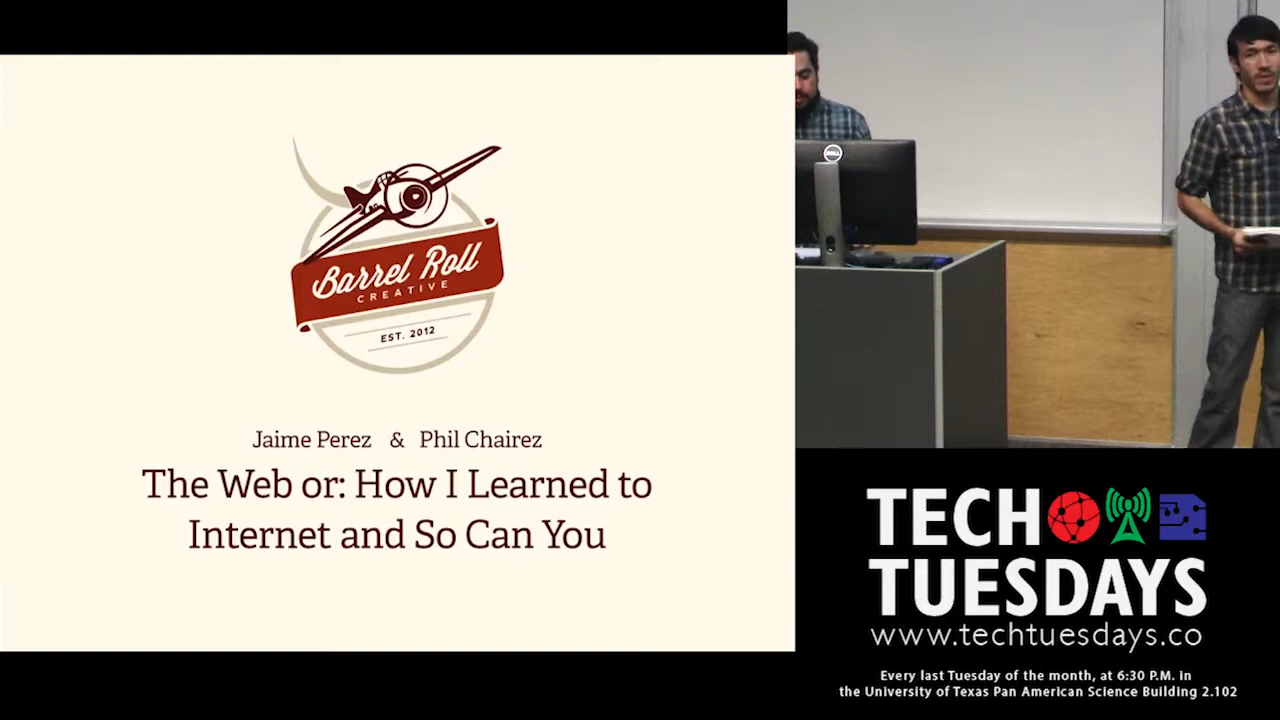 Barrel Roll
CREATIVE
EST. 2012
Jaime Perez & Phil Chairez
The Web or: How I Learned to
Internet and So Can You
DELL
TECH
TUESDAYS
www.techtuesdays.co
Every last Tuesday of the month, at 6:30 P.M. in
the University of Texas Pan American Science Building 2.102